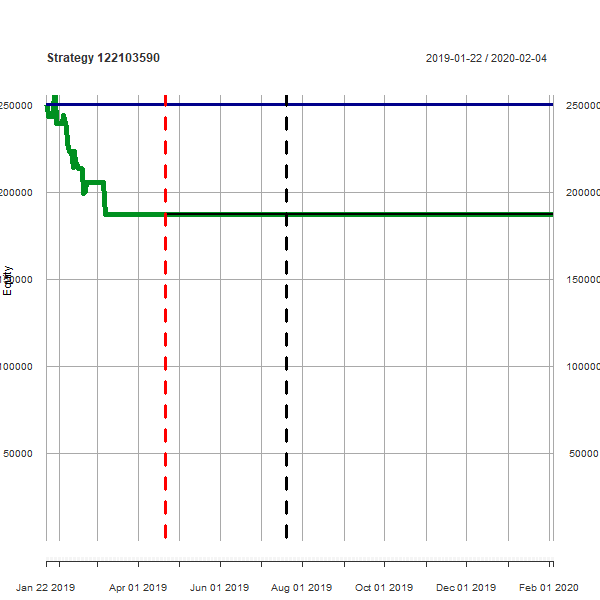 Strategy 122103590
2019-01-22 / 2020-02-04
250000
250000
200000
200000
150000
150000
100000
100000
50000
50000
Equity
Jan 22 2019
Apr 01 2019
Jun 01 2019
Aug 01 2019
Oct 01 2019
Dec 01 2019
Feb 01 2020